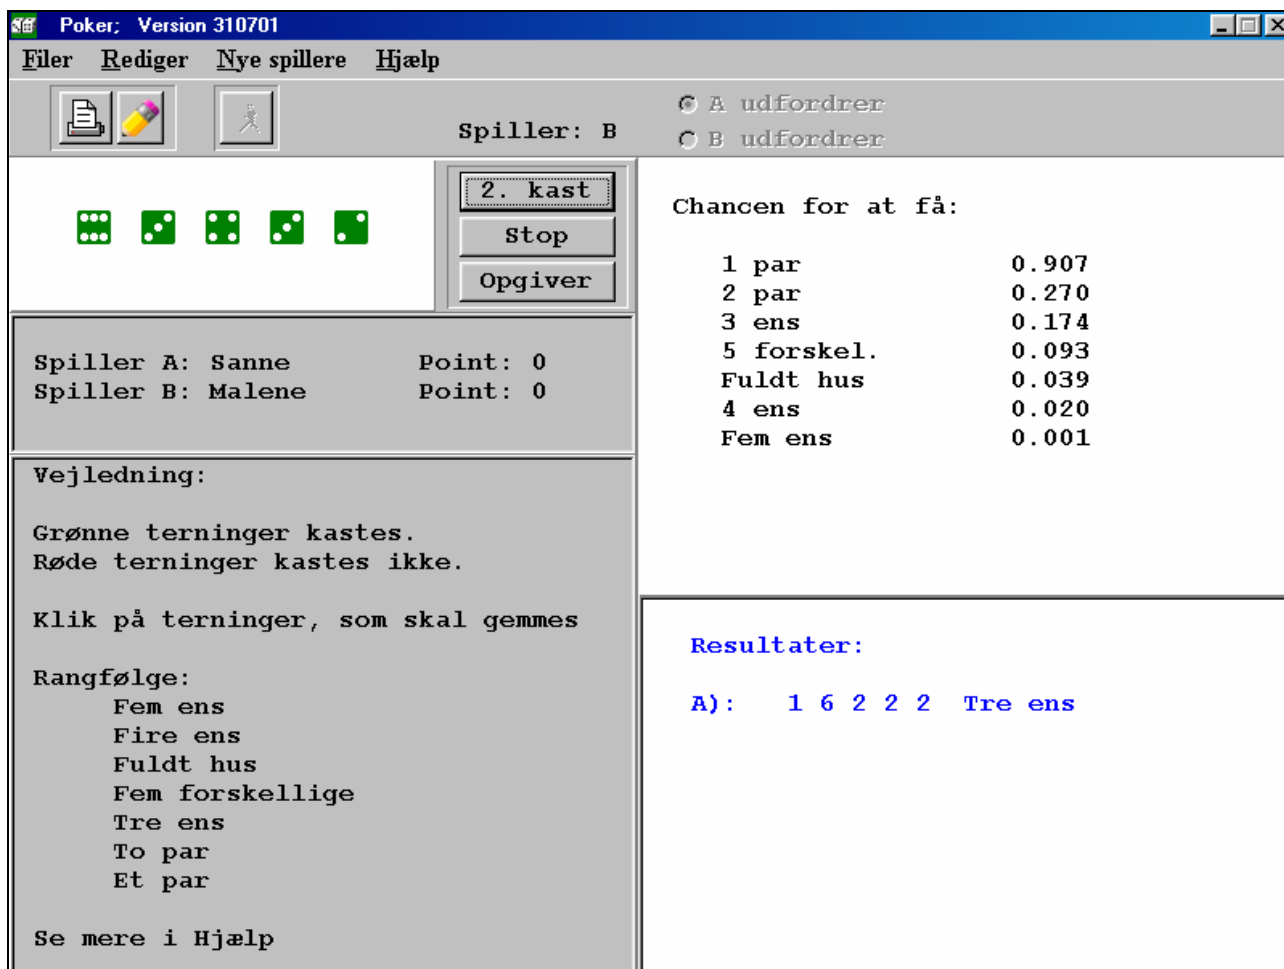 Poker;  Version 310701
Filer  Rediger  Nye spillere  Hjælp
Spiller: B
A udfordrer
B udfordrer
2. kast
Stop
Opgiver
Spiller A: Sanne  Point: 0
Spiller B: Malene  Point: 0
Vejledning:
Grønne terninger kastes.
Røde terninger kastes ikke.
Klik på terninger, som skal gemmes
Rangfølge:
Fem ens
Fire ens
Fuldt hus
Fem forskellige
Tre ens
To par
Et par
Se mere i Hjælp
Chancen for at få:
1 par  0.907
2 par  0.270
3 ens  0.174
5 forskel.  0.093
Fuldt hus  0.039
4 ens  0.020
Fem ens  0.001
Resultater:
A):  1 6 2 2 2  Tre ens